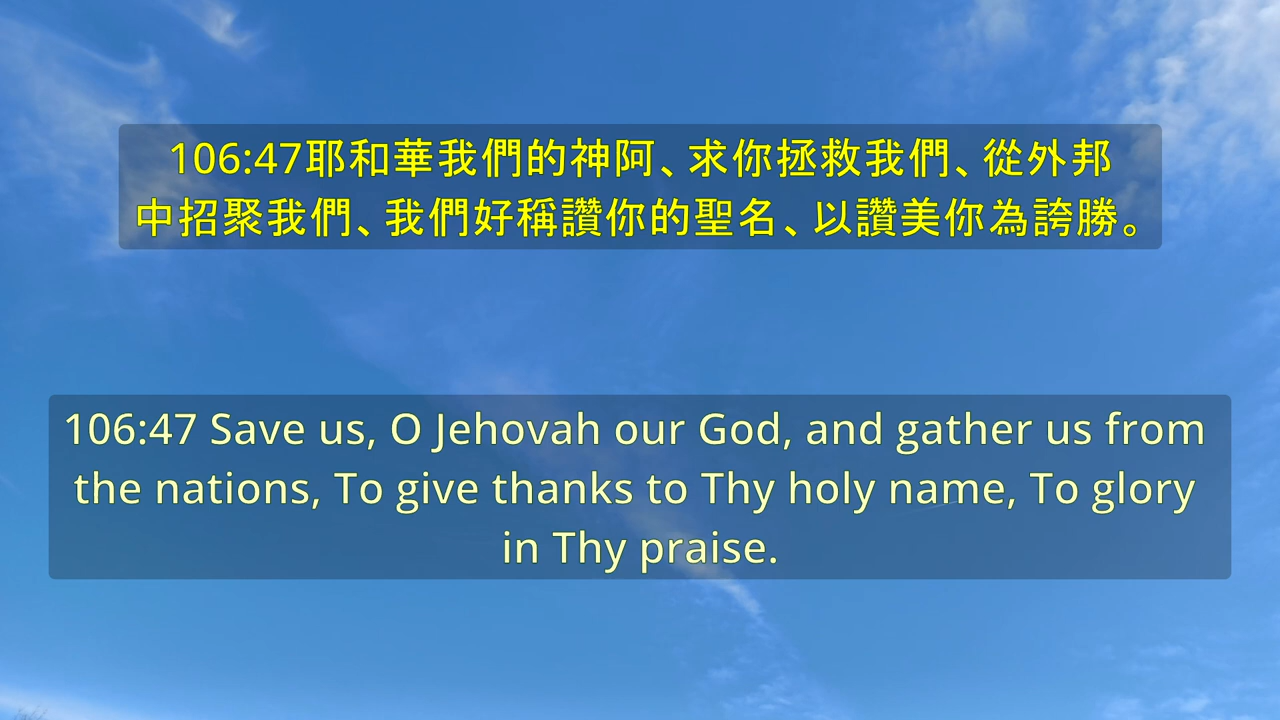 106:47耶和華我們的神阿、求你拯救我們、從外邦
中招聚我們、我們好稱讚你的聖名、以讚美你為誇勝。
106:47 Save us, O Jehovah our God, and gather us from
the nations, To give thanks to Thy holy name, To glory
in Thy praise.